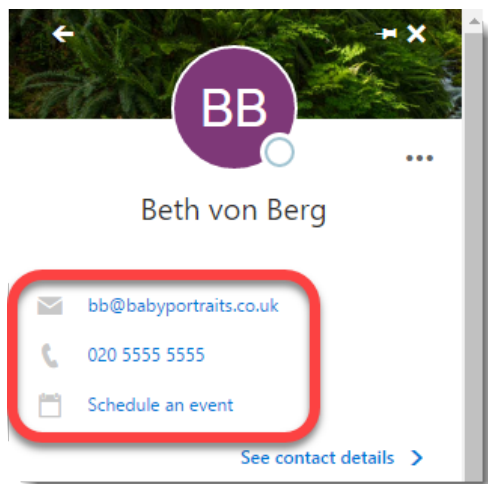 BB
Beth von Berg
bb@babyportraits.co.uk
020 5555 5555
Schedule an event
See contact details